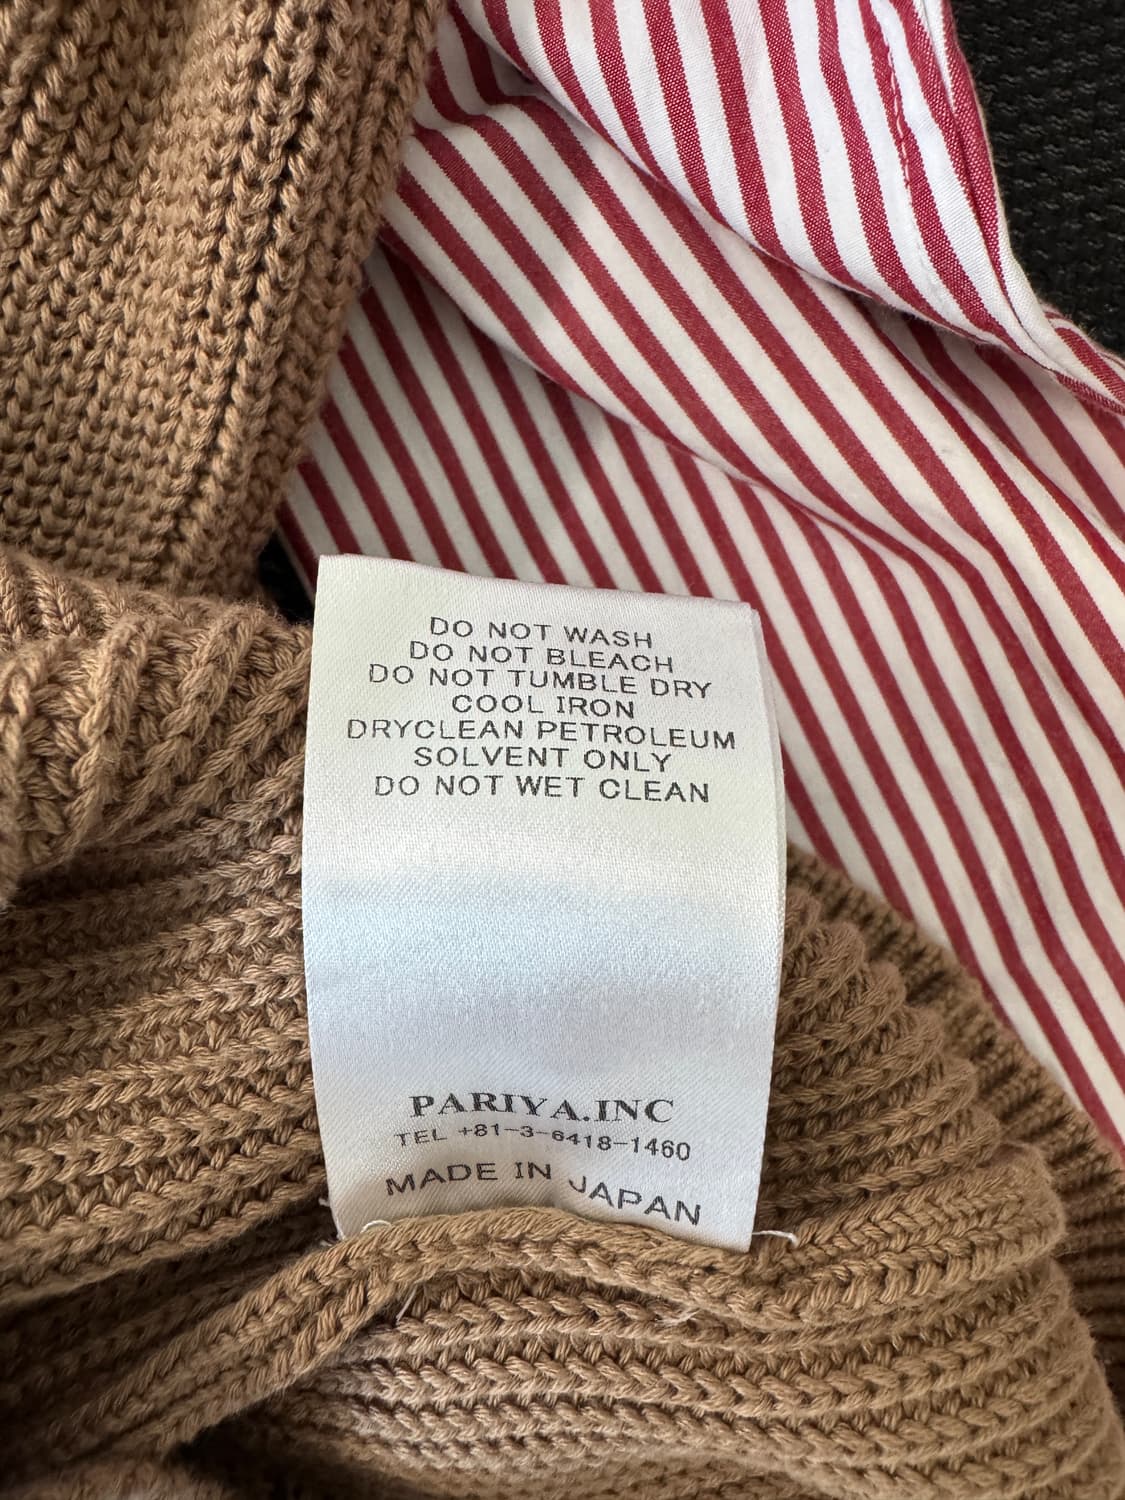 DO NOT WASH
DO NOT BLEACH
DO NOT TUMBLE DRY
COOL IRON
DRYCLEAN PETROLEUM
SOLVENT ONLY
DO NOT WET CLEAN
PARIYA.INC
TEL +81-3-6418-1460
MADE IN JAPAN